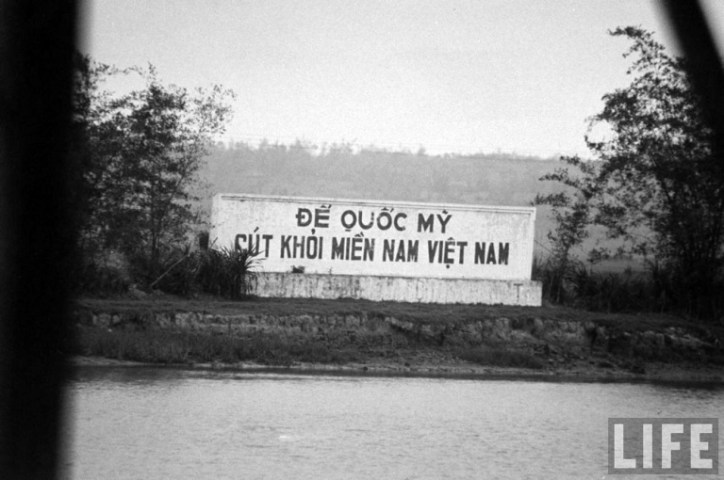 ĐẾ QUỐC MỸ
CÚT KHỎI MIỀN NAM VIỆT NAM
LIFE